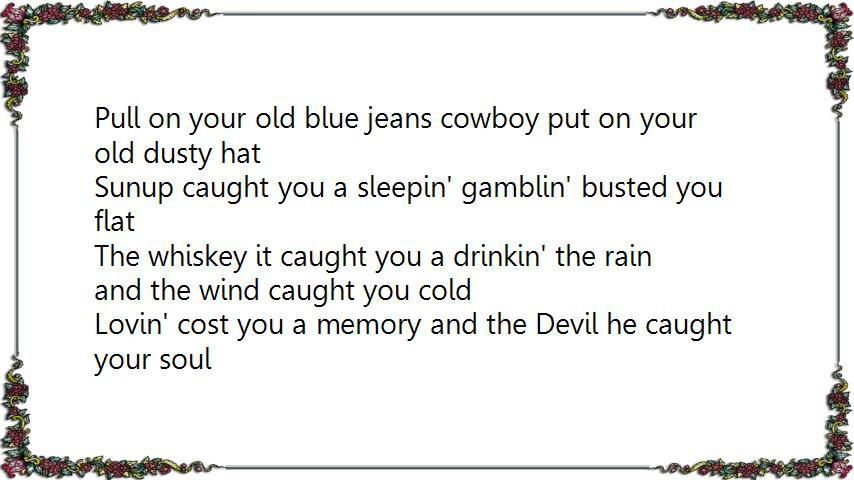 Pull on your old blue jeans cowboy put on your
old dusty hat
Sunup caught you a sleepin' gamblin' busted you
flat
The whiskey it caught you a drinkin' the rain
and the wind caught you cold
Lovin' cost you a memory and the Devil he caught
your soul